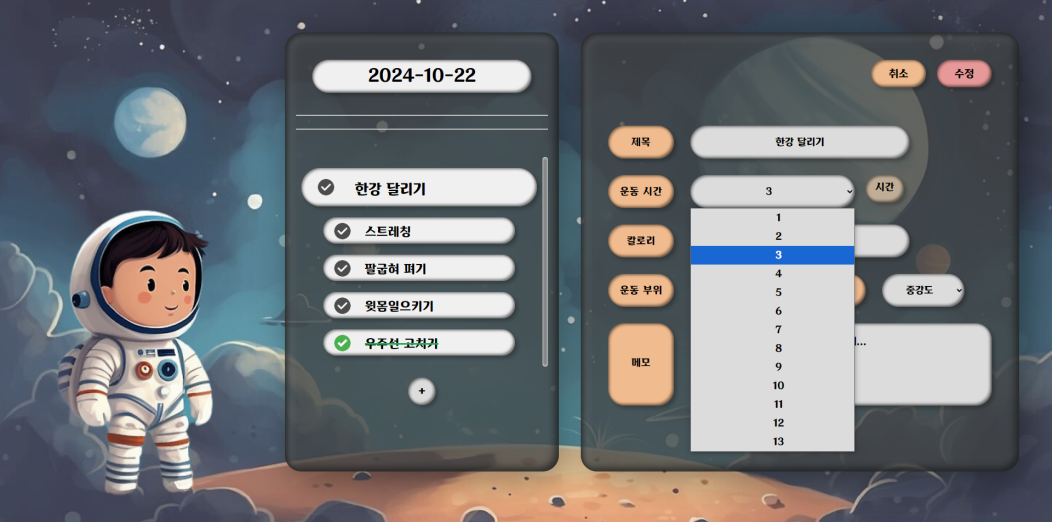 2024-10-22
한강 달리기
스트레칭
팔굽혀 펴기
윗몸일으키기
우주선 고치기
+
취소
수정
제목
한강 달리기
운동 시간
3
시간
1
2
3
4
5
6
7
8
9
10
11
12
13
칼로리
운동 부위
중강도
메모